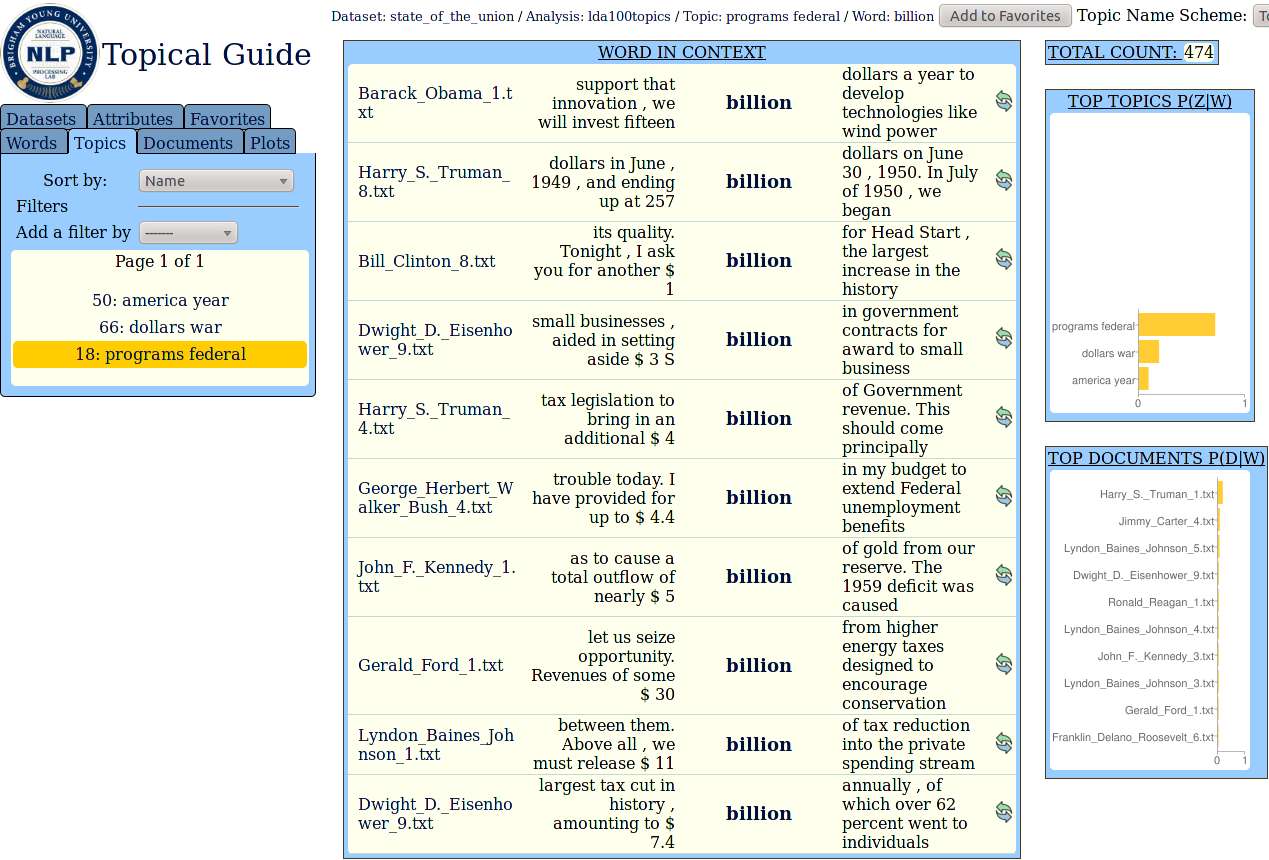 BRIGHAM YOUNG UNIVERSITY
NATURAL
LANGUAGE
NLP
PROCESSING
LAB
Topical Guide
Dataset: state_of_the_union / Analysis: lda100topics / Topic: programs federal / Word: billion
Add to Favorites
Topic Name Scheme:
To
Datasets
Attributes
Favorites
Words
Topics
Documents
Plots
Sort by:
Name
Filters
Add a filter by
-------
Page 1 of 1
50: america year
66: dollars war
18: programs federal
WORD IN CONTEXT
Barack_Obama_1.t
xt
support that
innovation , we
will invest fifteen
billion
dollars a year to
develop
technologies like
wind power
Harry_S._Truman_
8.txt
dollars in June ,
1949 , and ending
up at 257
billion
dollars on June
30 , 1950. In July
of 1950 , we
began
Bill_Clinton_8.txt
its quality.
Tonight , I ask
you for another $
1
billion
for Head Start ,
the largest
increase in the
history
Dwight_D._Eisenho
wer_9.txt
small businesses ,
aided in setting
aside $ 3 S
billion
in government
contracts for
award to small
business
Harry_S._Truman_
4.txt
tax legislation to
bring in an
additional $ 4
billion
of Government
revenue. This
should come
principally
George_Herbert_W
alker_Bush_4.txt
trouble today. I
have provided for
up to $ 4.4
billion
in my budget to
extend Federal
unemployment
benefits
John_F._Kennedy_1.
txt
as to cause a
total outflow of
nearly $ 5
billion
of gold from our
reserve. The
1959 deficit was
caused
Gerald_Ford_1.txt
let us seize
opportunity.
Revenues of some
$ 30
billion
from higher
energy taxes
designed to
encourage
conservation
Lyndon_Baines_Joh
nson_1.txt
between them.
Above all , we
must release $ 11
billion
of tax reduction
into the private
spending stream
Dwight_D._Eisenho
wer_9.txt
largest tax cut in
history ,
amounting to $
7.4
billion
annually , of
which over 62
percent went to
individuals
TOTAL COUNT: 474
TOP TOPICS P(Z|W)
programs federal
dollars war
america year
0 1
TOP DOCUMENTS P(D|W)
Harry_S._Truman_1.txt
Jimmy_Carter_4.txt
Lyndon_Baines_Johnson_5.txt
Dwight_D._Eisenhower_9.txt
Ronald_Reagan_1.txt
Lyndon_Baines_Johnson_4.txt
John_F._Kennedy_3.txt
Lyndon_Baines_Johnson_3.txt
Gerald_Ford_1.txt
Franklin_Delano_Roosevelt_6.txt
0 1